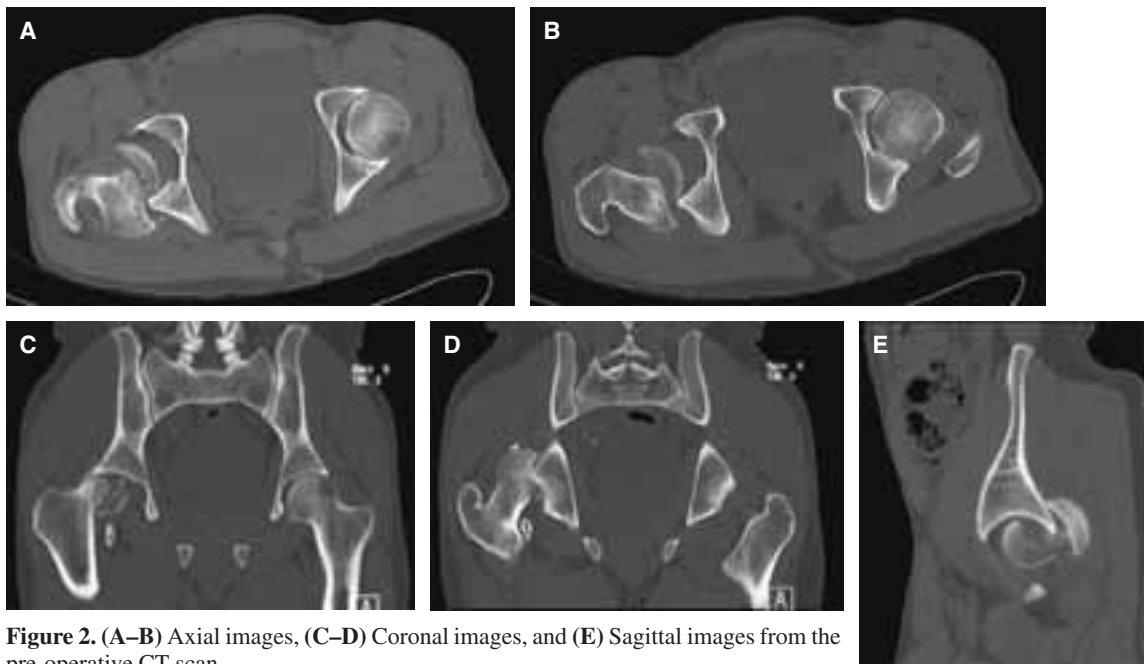 A
B
C
D
E
A
A
Figure 2. (A–B) Axial images, (C–D) Coronal images, and (E) Sagittal images from the
pre-operative CT scan